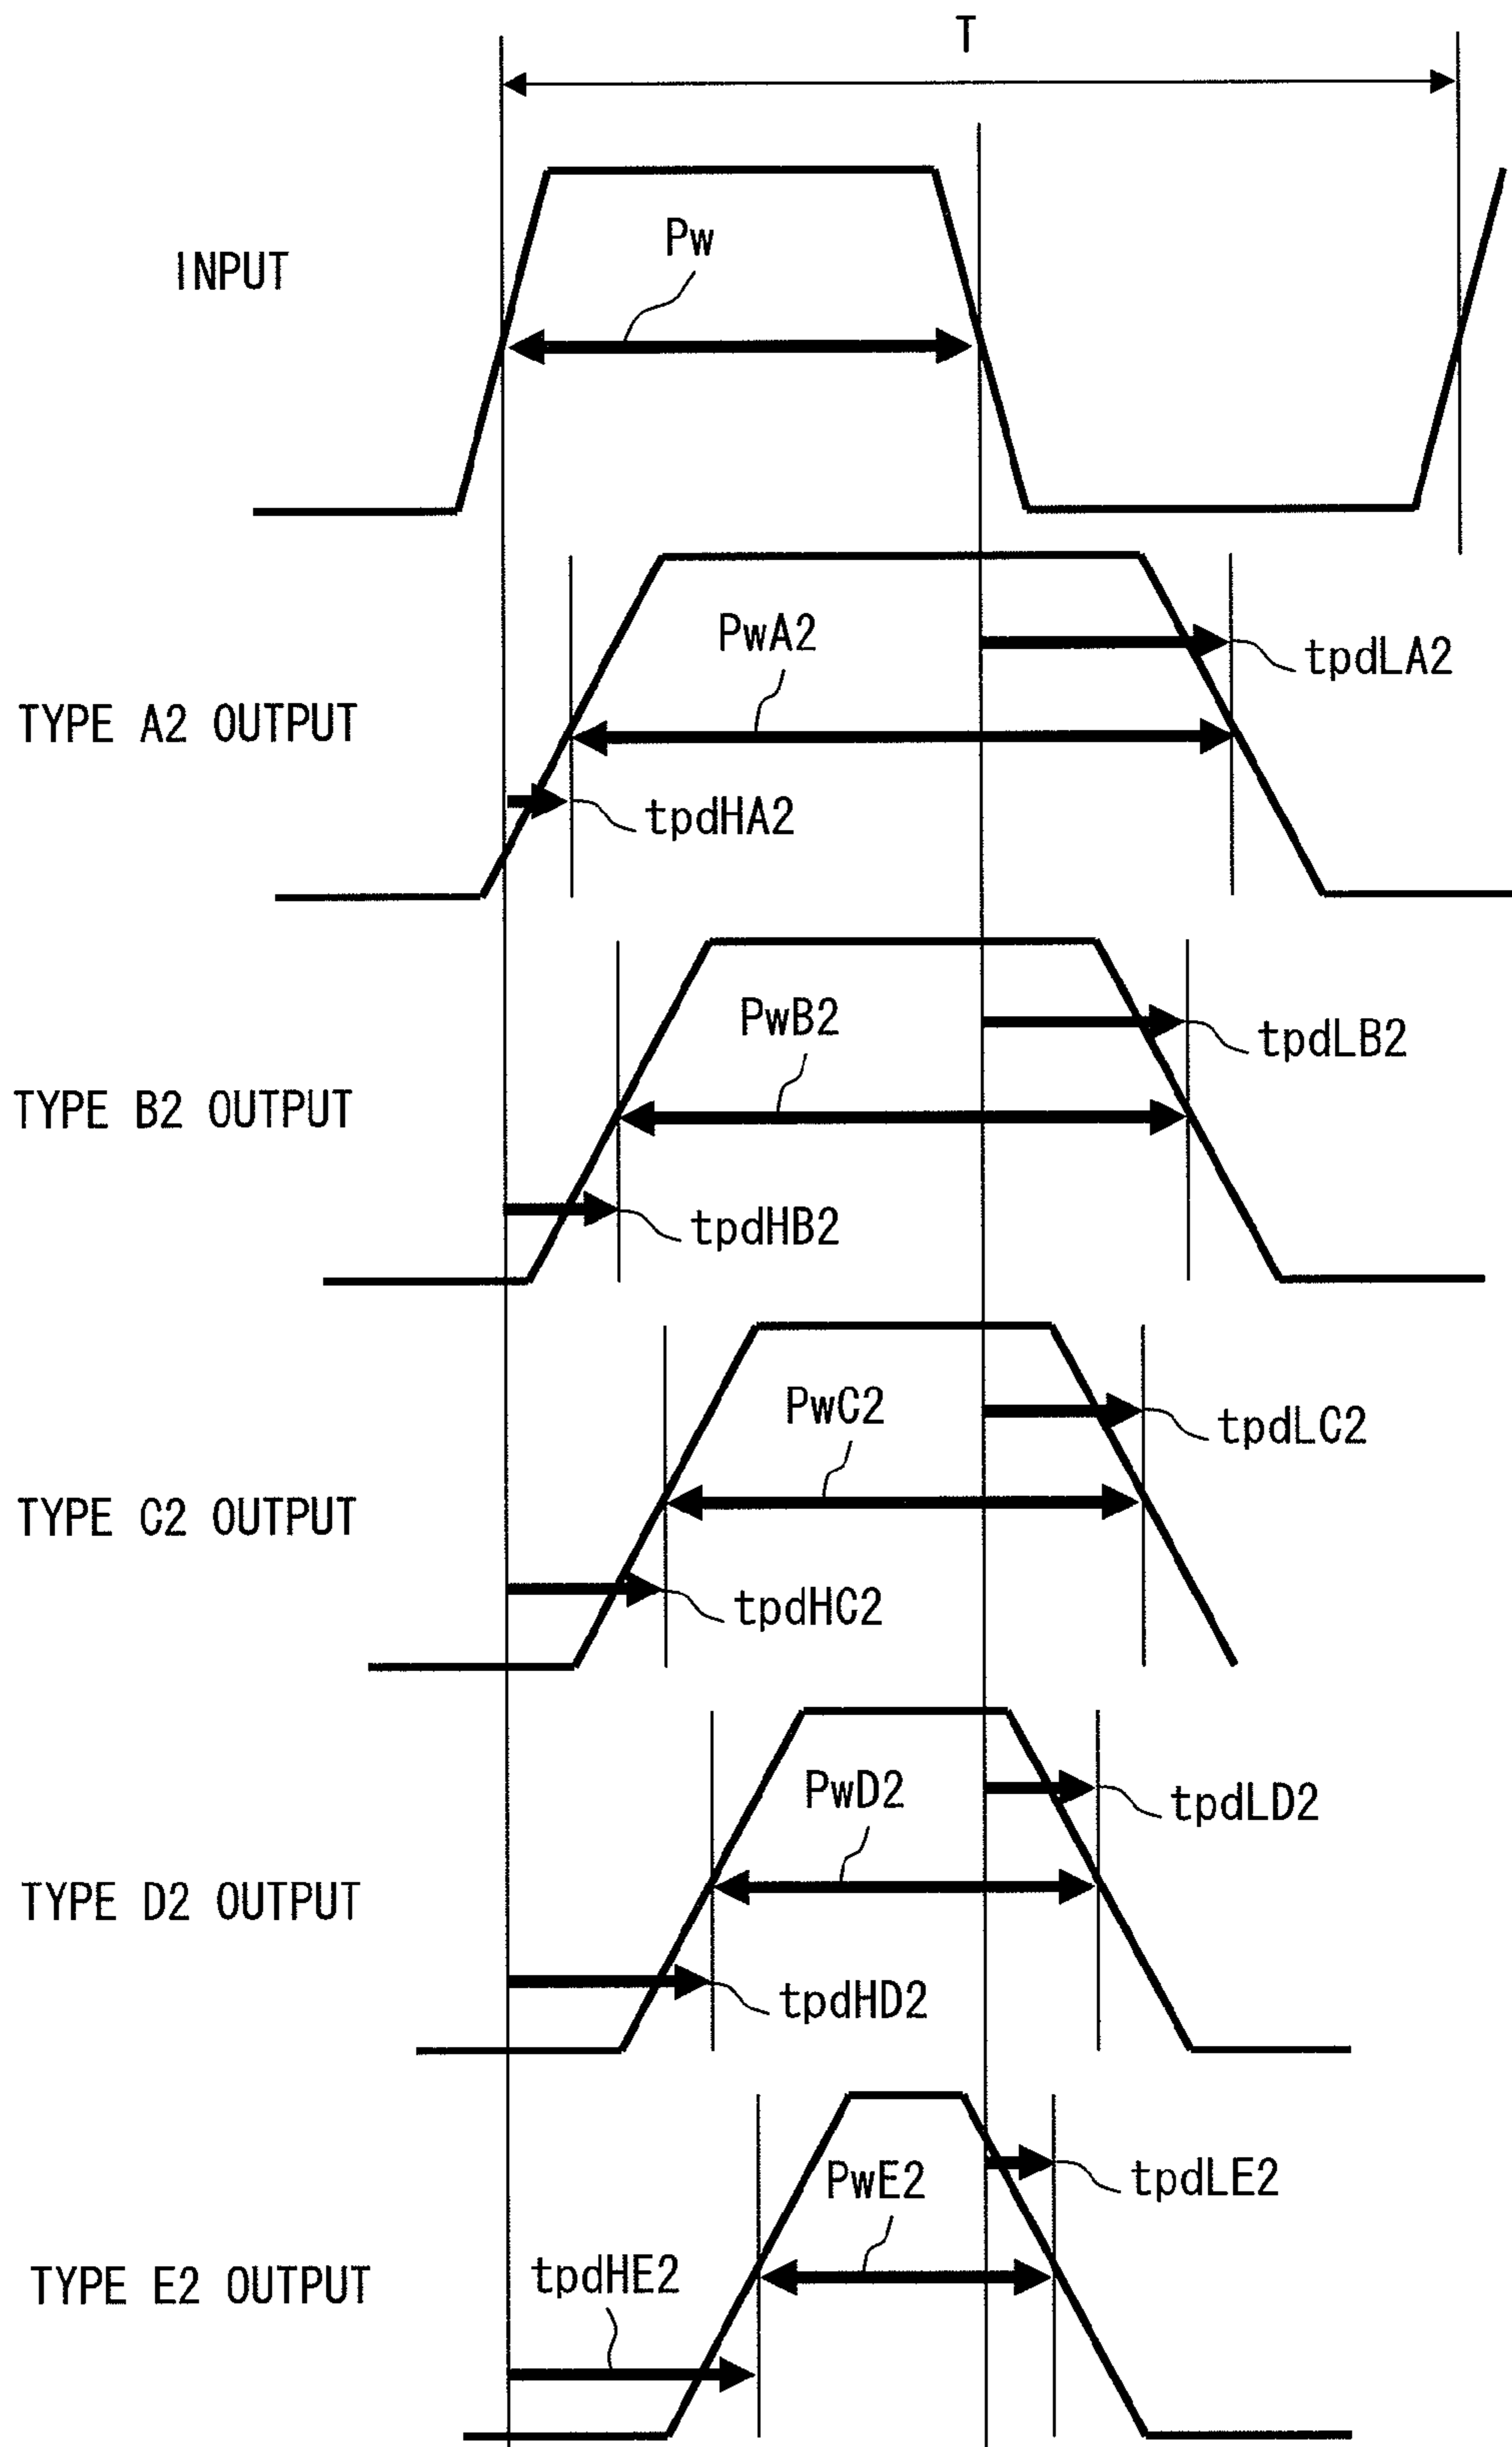 T
Pw
INPUT
PwA2
tpdLA2
TYPE A2 OUTPUT
tpdHA2
PwB2
tpdLB2
TYPE B2 OUTPUT
tpdHB2
PwC2
tpdLC2
TYPE C2 OUTPUT
tpdHC2
PwD2
tpdLD2
TYPE D2 OUTPUT
tpdHD2
PwE2
tpdLE2
tpdHE2
TYPE E2 OUTPUT